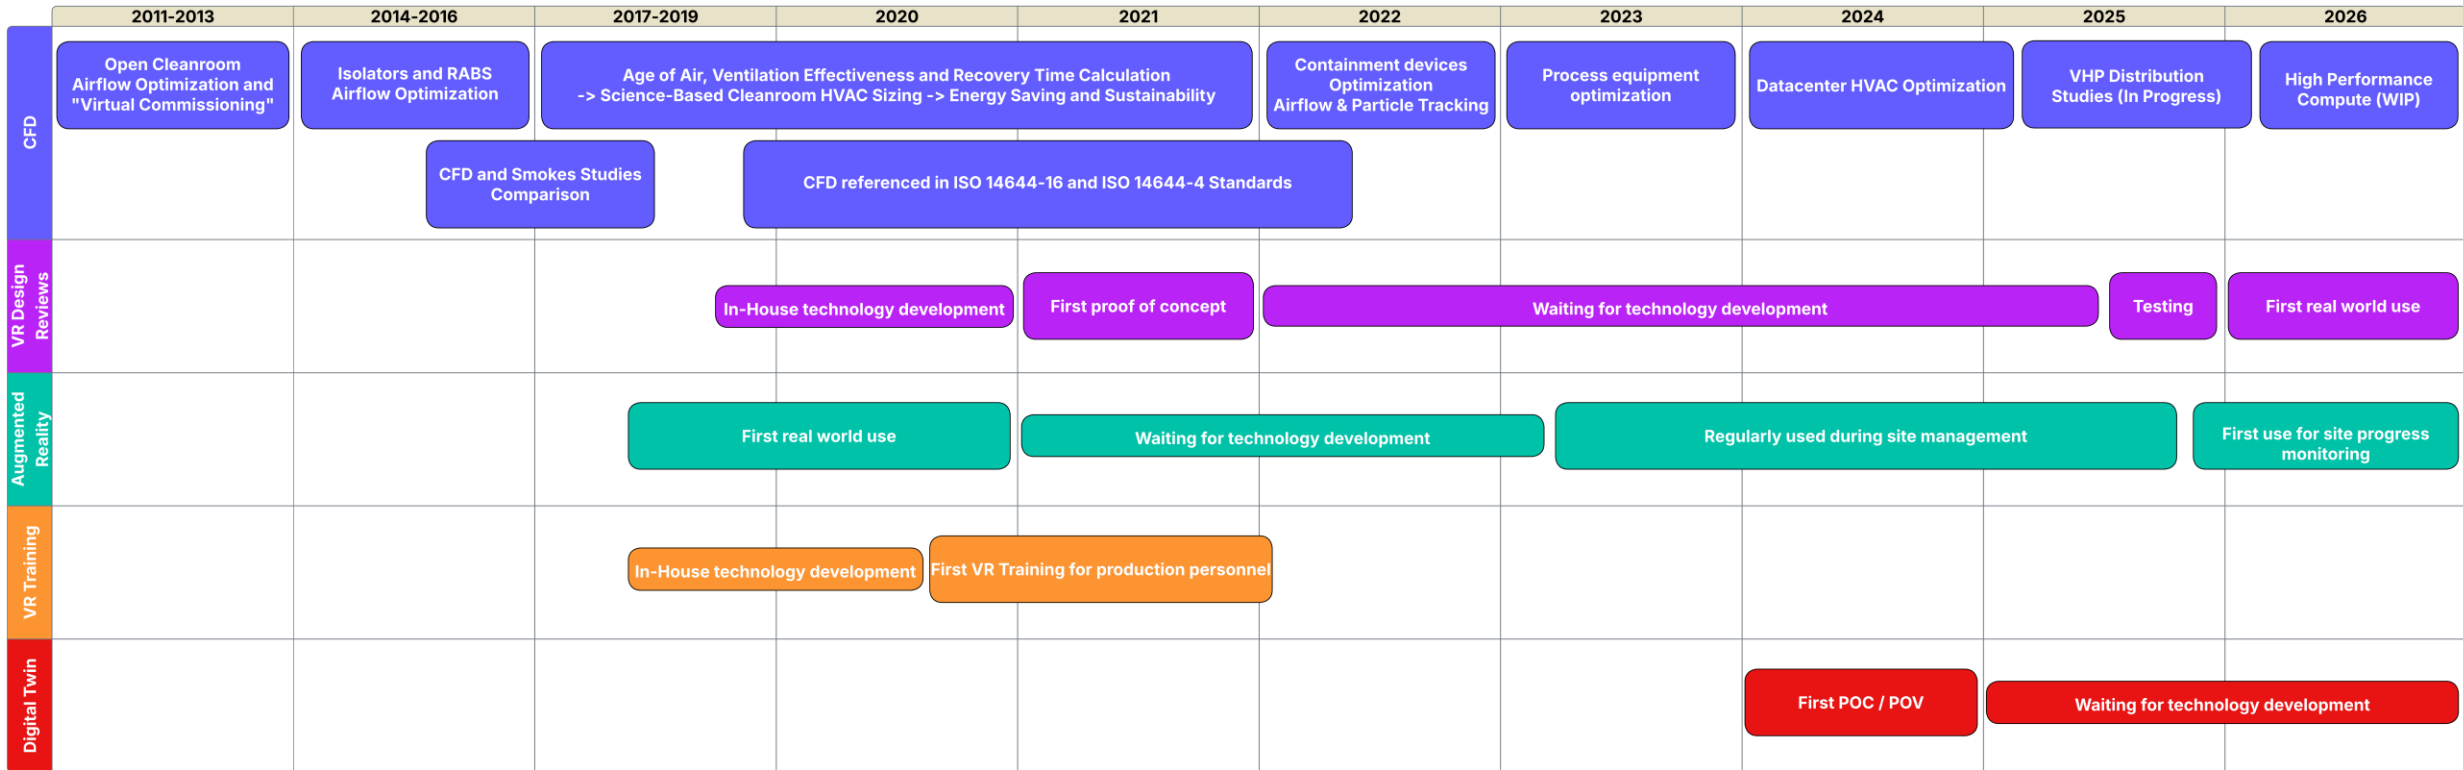 2011-2013
2014-2016
2017-2019
2020
2021
2022
2023
2024
2025
2026
CFD
Open Cleanroom
Airflow Optimization and
"Virtual Commissioning"
Isolators and RABS
Airflow Optimization
Age of Air, Ventilation Effectiveness and Recovery Time Calculation
-> Science-Based Cleanroom HVAC Sizing -> Energy Saving and Sustainability
Containment devices
Optimization
Airflow & Particle Tracking
Process equipment
optimization
Datacenter HVAC Optimization
VHP Distribution
Studies (In Progress)
High Performance
Compute (WIP)
CFD and Smokes Studies
Comparison
CFD referenced in ISO 14644-16 and ISO 14644-4 Standards
VR Design
Reviews
In-House technology development
First proof of concept
Waiting for technology development
Testing
First real world use
Augmented
Reality
First real world use
Waiting for technology development
Regularly used during site management
First use for site progress
monitoring
VR Training
In-House technology development
First VR Training for production personnel
Digital Twin
First POC / POV
Waiting for technology development